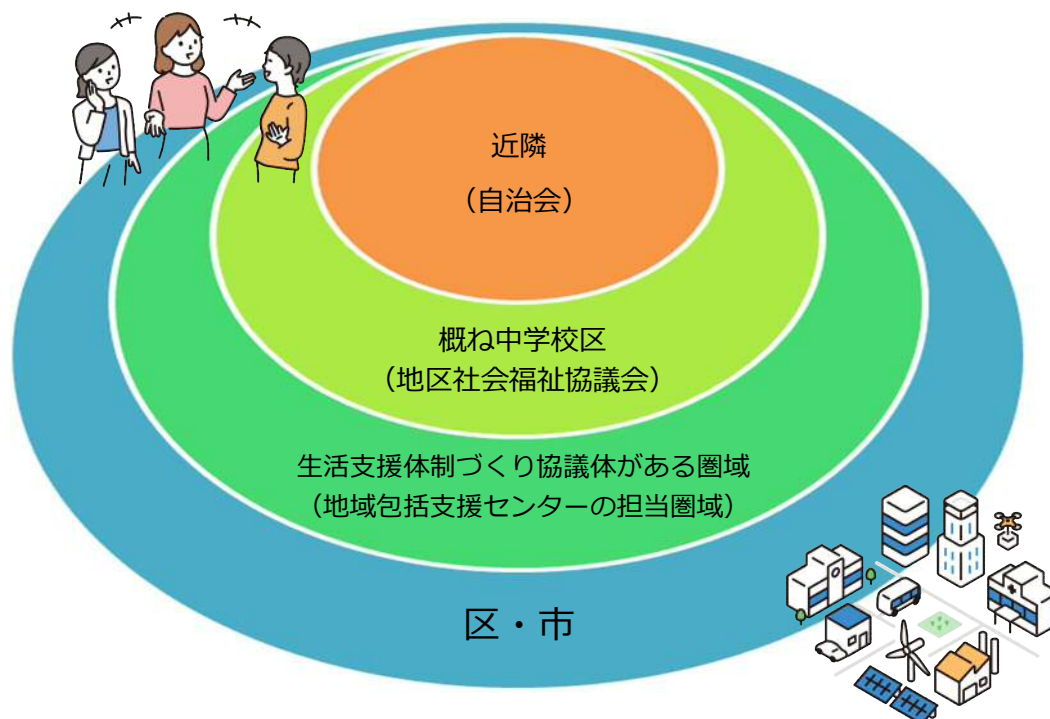 近隣
（自治会）
概ね中学校区
（地区社会福祉協議会）
生活支援体制づくり協議体がある圏域
（地域包括支援センターの担当圏域）
区・市